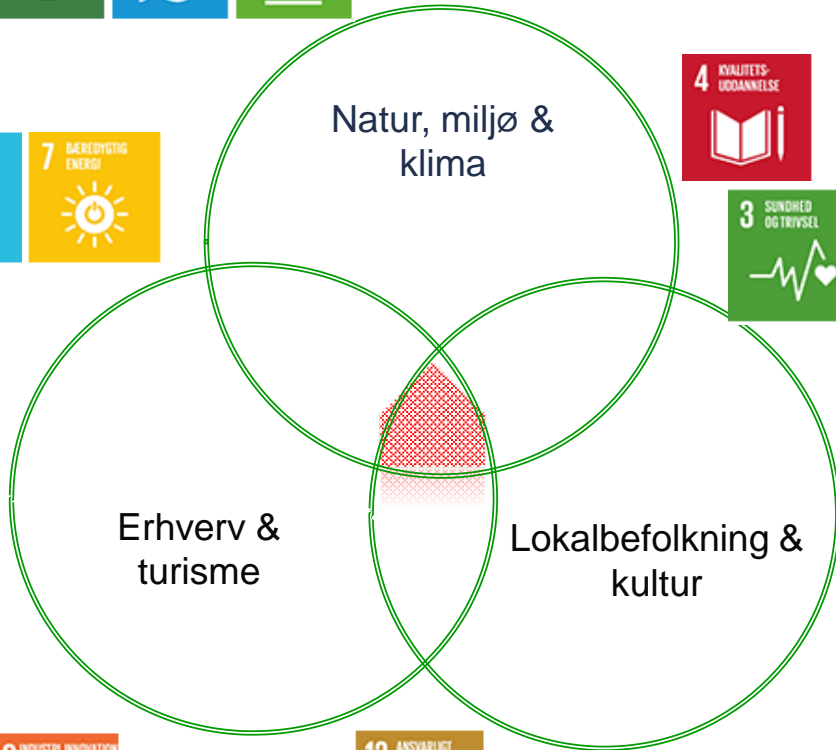 Natur, miljø &
klima
4 KVALITETS-
UDDANNELSE
7 BÆREDYGTIG
ENERGI
3 SUNDHED
OG TRIVSEL
Erhverv &
turisme
Lokalbefolkning &
kultur
INDUSTRI, INNOVATION
12 ANSVARLIGT